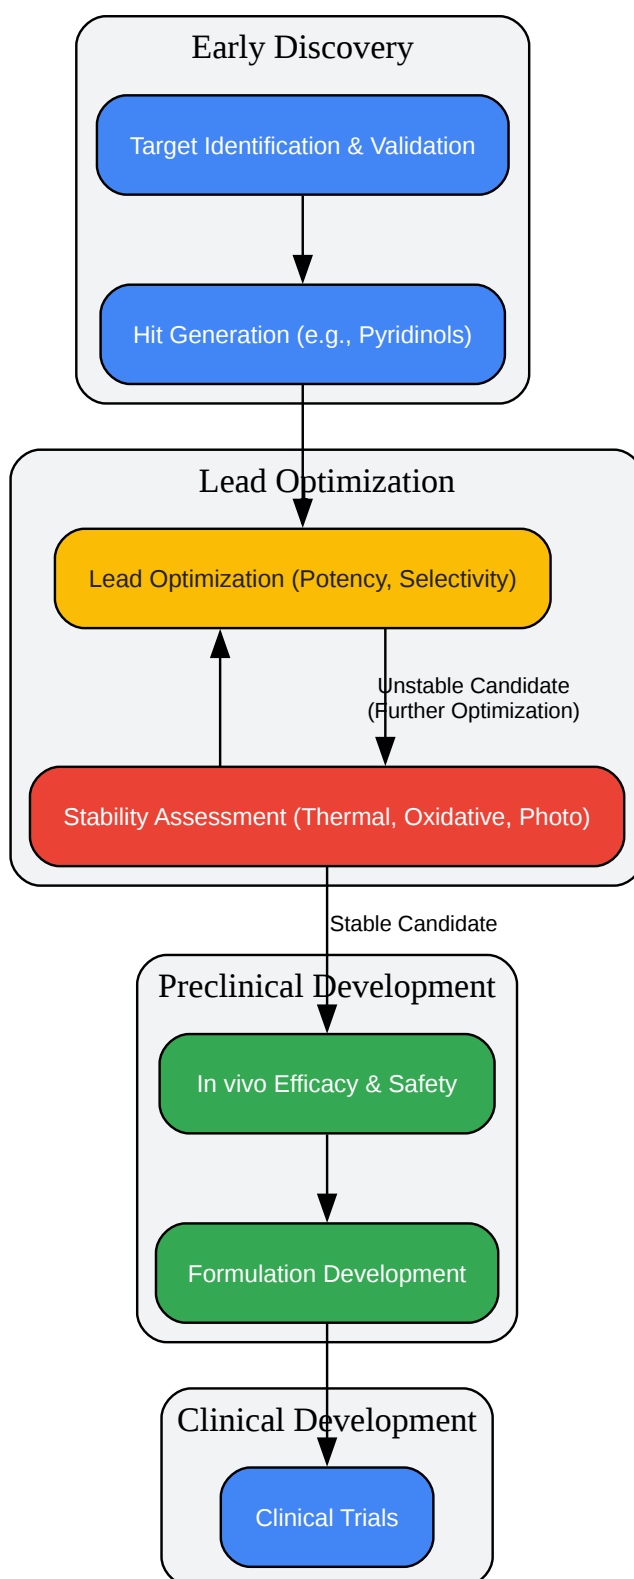 Early Discovery
Target Identification & Validation
Hit Generation (e.g., Pyridinols)
Lead Optimization
Lead Optimization (Potency, Selectivity)
Unstable Candidate
(Further Optimization)
Stability Assessment (Thermal, Oxidative, Photo)
Stable Candidate
Preclinical Development
In vivo Efficacy & Safety
Formulation Development
Clinical Development
Clinical Trials